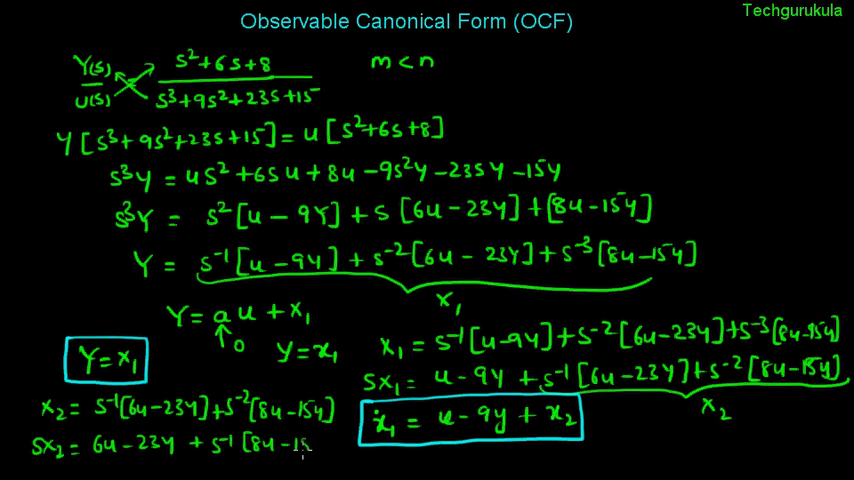 Observable Canonical Form (OCF)
Techgurukula
Y(s)/U(s) = (s²+6s+8)/(s³+9s²+23s+15) m<n
Y[s³+9s²+23s+15]=u[s²+6s+8]
s³Y = us²+6su+8u-9s²y-23sy-15y
s³Y = s²[u-9Y]+s[6u-23y]+[8u-15y]
Y = s⁻¹[u-9y]+s⁻²[6u-23Y]+s⁻³[8u-15y]
x₁
Y=au+x₁
0
y=x₁
Y=x₁
x₁ = s⁻¹[u-9y]+s⁻²[6u-23y]+s⁻³[8u-15y]
sx₁ = u-9y+s⁻¹[6u-23y]+s⁻²[8u-15y]
x₂
ẋ₁ = u-9y+x₂
x₂ = s⁻¹[6u-23y]+s⁻²[8u-15y]
sx₂ = 6u-23y+s⁻¹[8u-15